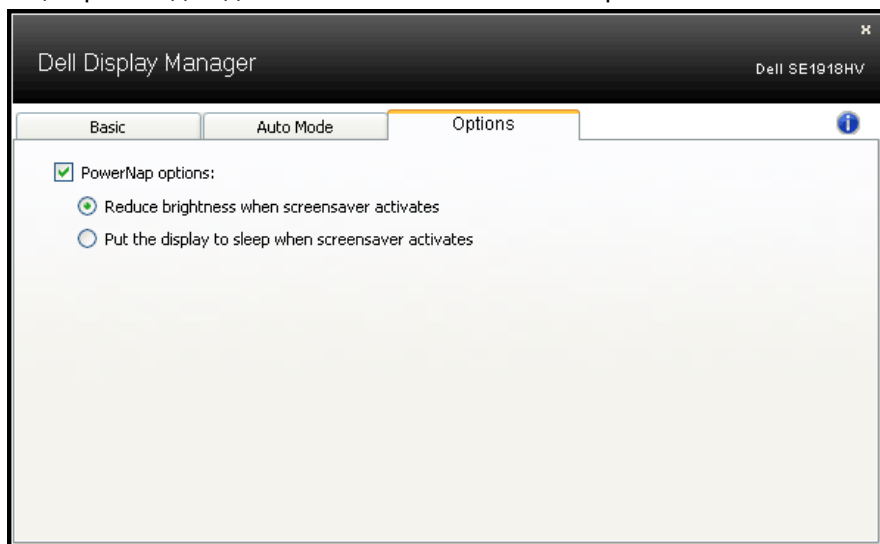 Dell Display Manager
Dell SE1918HV
Basic
Auto Mode
Options
PowerNap options:
Reduce brightness when screensaver activates
Put the display to sleep when screensaver activates